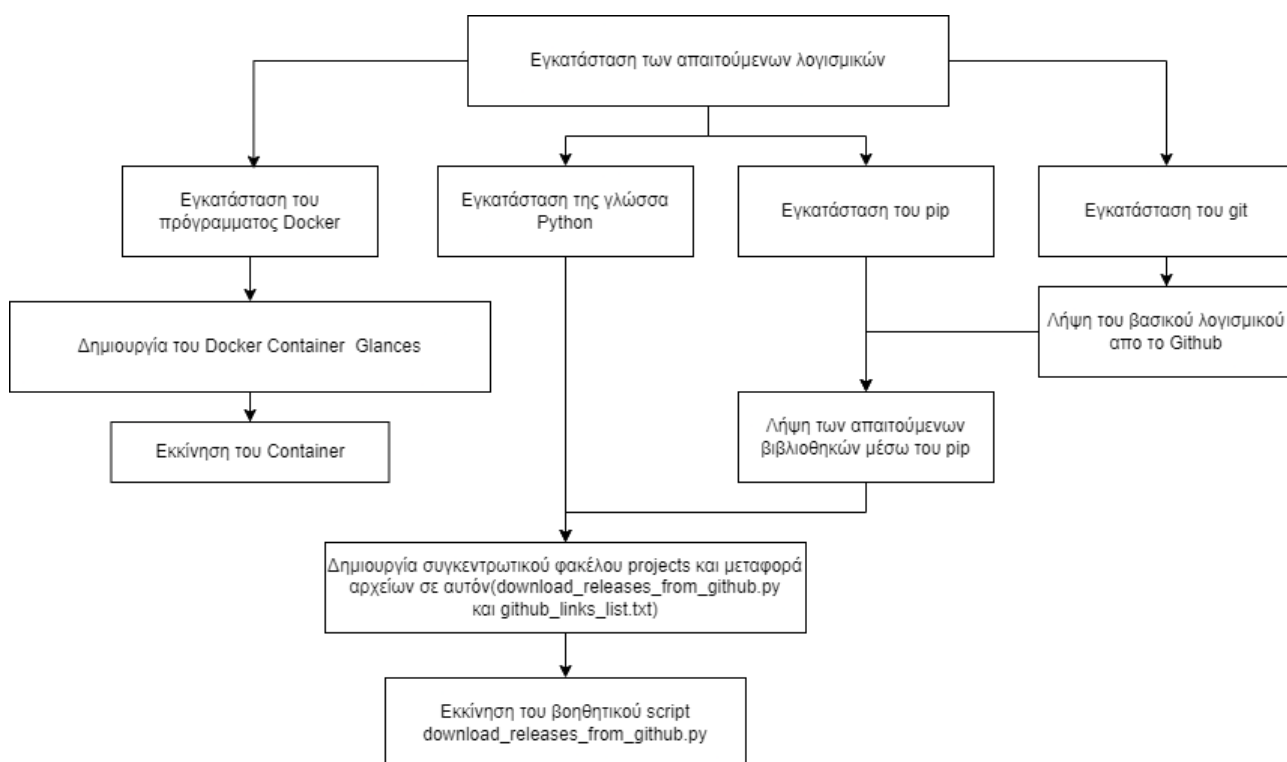 Εγκατάσταση των απαιτούμενων λογισμικών
Εγκατάσταση του
πρόγραμματος Docker
Εγκατάσταση της γλώσσα
Python
Εγκατάσταση του pip
Εγκατάσταση του git
Δημιουργία του Docker Container Glances
Λήψη του βασικού λογισμικού
απο το Github
Εκκίνηση του Container
Λήψη των απαιτούμενων
βιβλιοθηκών μέσω του pip
Δημιουργία συγκεντρωτικού φακέλου projects και μεταφορά
αρχείων σε αυτόν(download_releases_from_github.py
και github_links_list.txt)
Εκκίνηση του βοηθητικού script
download_releases_from_github.py